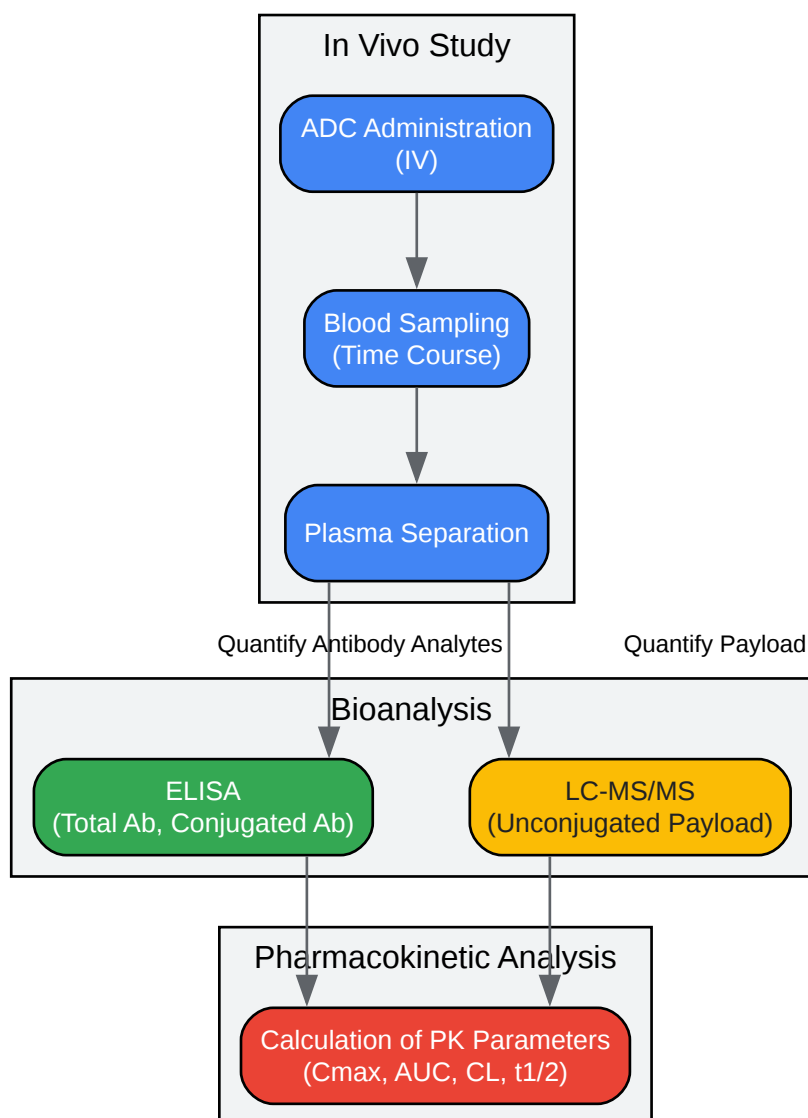 In Vivo Study
ADC Administration
(IV)
Blood Sampling
(Time Course)
Plasma Separation
Quantify Antibody Analytes
Quantify Payload
Bioanalysis
ELISA
(Total Ab, Conjugated Ab)
LC-MS/MS
(Unconjugated Payload)
Pharmacokinetic Analysis
Calculation of PK Parameters
(Cmax, AUC, CL, t1/2)